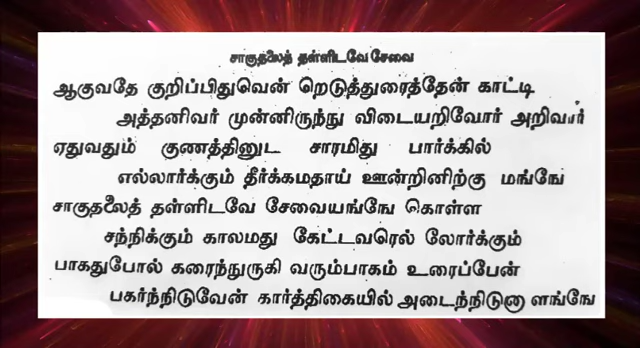 சாகுதலைத் தள்ளிடவே சேவை
ஆகுவதே குறிப்பிதுவென் றெடுத்துரைத்தேன் காட்டி
அத்தனிவர் முன்னிருந்து விடையறிவோர் அறிவார்
ஏதுவதும் குணத்தினுட சாரமிது பார்க்கில்
எல்லார்க்கும் தீர்க்கமதாய் ஊன்றினிற்கு மங்ஙே
சாகுதலைத் தள்ளிடவே சேவையங்ஙே கொள்ள
சந்நிக்கும் காலமது கேட்டவரெல் லோர்க்கும்
பாகதுபோல் கரைந்துருகி வரும்பாகம் உரைப்பேன்
பகர்ந்நிடுவேன் கார்த்திகையில் அடைந்நிடுனா ளங்ஙே